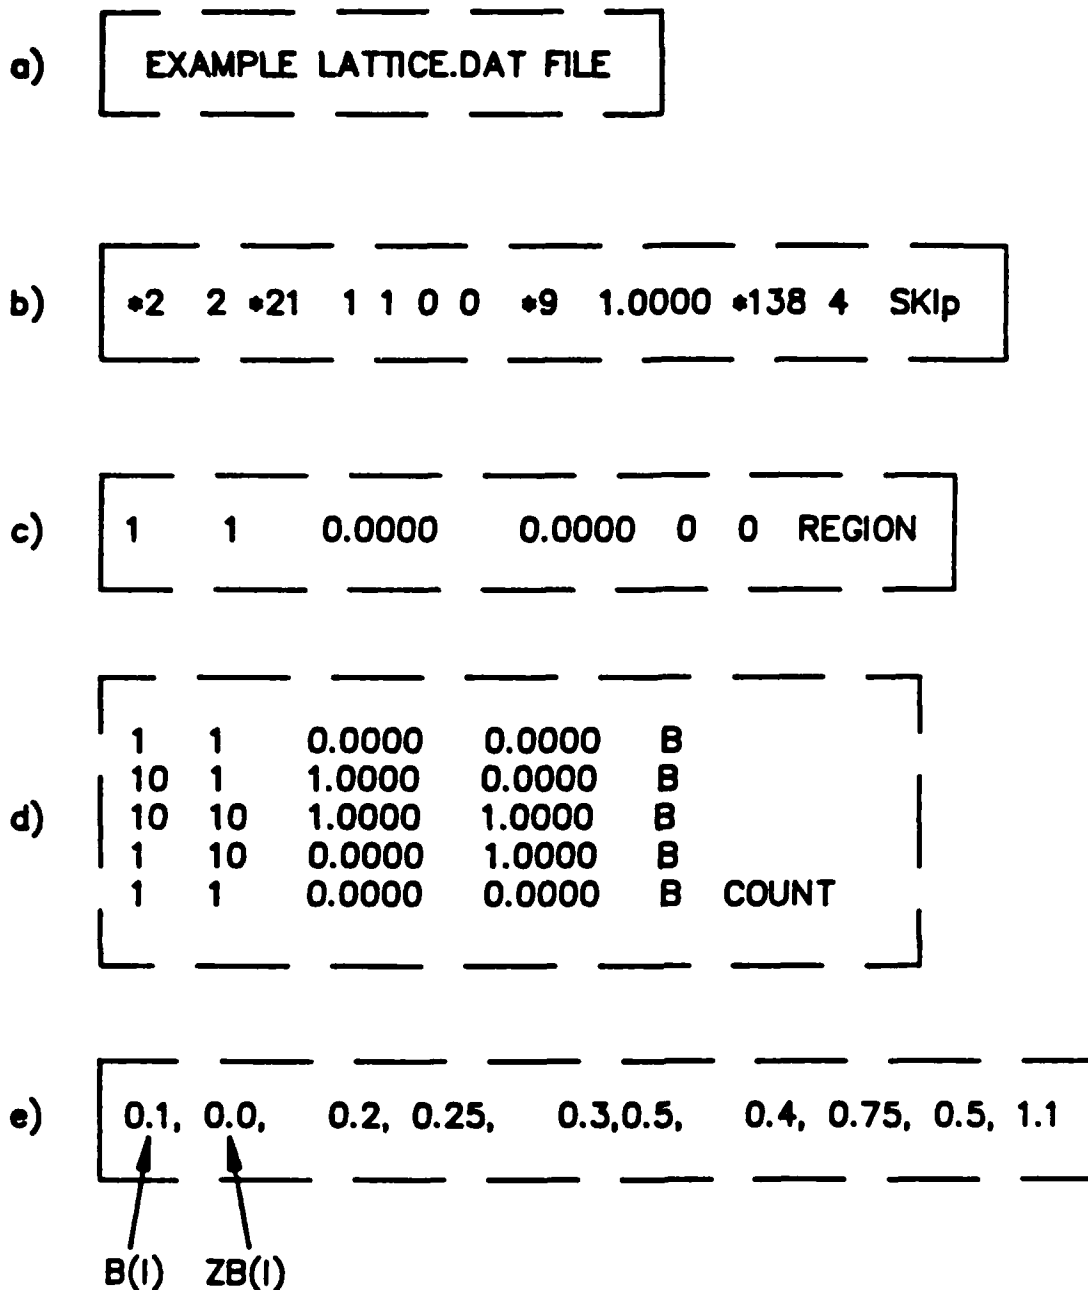 a) EXAMPLE LATTICE.DAT FILE
b) *2 2 *21 1 1 0 0 *9 1.0000 *138 4 SKIp
c) 1 1 0.0000 0.0000 0 0 REGION
1 1 0.0000 0.0000 B
10 1 1.0000 0.0000 B
d) 10 10 1.0000 1.0000 B
1 10 0.0000 1.0000 B
1 1 0.0000 0.0000 B COUNT
e) 0.1, 0.0, 0.2, 0.25, 0.3,0.5, 0.4, 0.75, 0.5, 1.1
B(I) ZB(I)